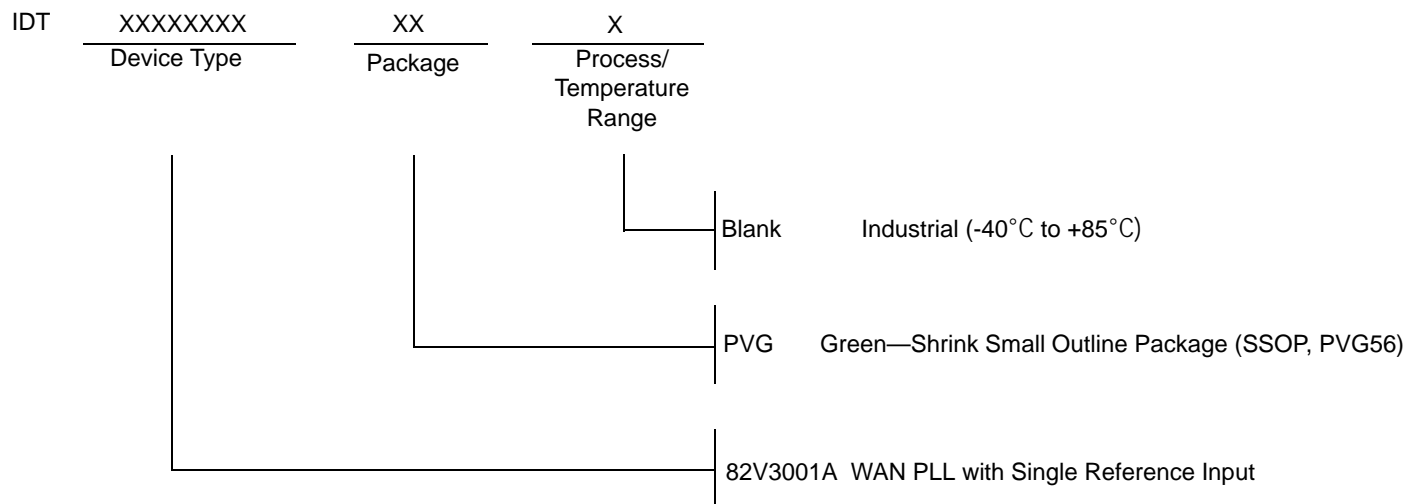 IDT XXXXXXXX XX X
Device Type Package Process/
Temperature
Range
Blank Industrial (-40°C to +85°C)
PVG Green—Shrink Small Outline Package (SSOP, PVG56)
82V3001A WAN PLL with Single Reference Input